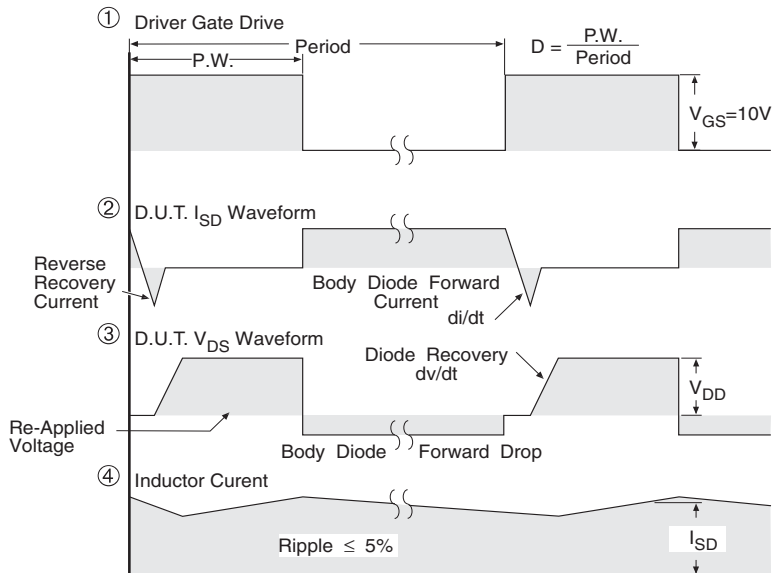 ① Driver Gate Drive
Period
P.W.
D = P.W. / Period
V_GS=10V
② D.U.T. I_SD Waveform
Reverse
Recovery
Current
Body Diode Forward
Current
di/dt
③ D.U.T. V_DS Waveform
Diode Recovery
dv/dt
V_DD
Re-Applied
Voltage
Body Diode Forward Drop
④ Inductor Curent
Ripple ≤ 5%
I_SD